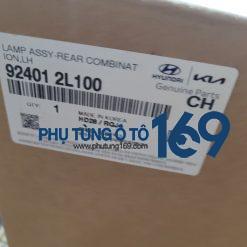 LAMP ASSY-REAR COMBINAT
ION,LH
92401 2L100
HYUNDAI
Genuine Parts
CH
QTY:
1
MADE IN KOREA
PHỤ TÙNG Ô TÔ 169
www.phutung169.com